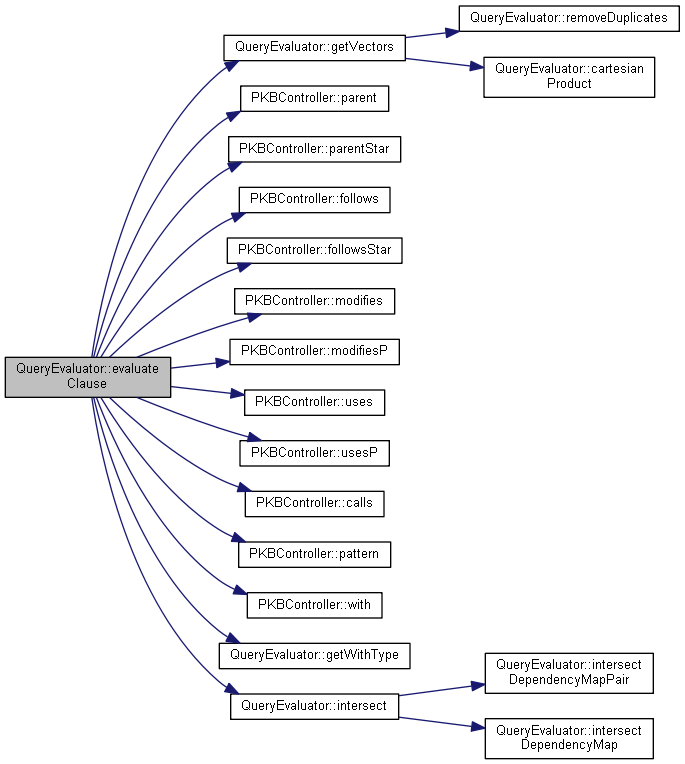 QueryEvaluator::evaluate
Clause
QueryEvaluator::getVectors
QueryEvaluator::removeDuplicates
QueryEvaluator::cartesian
Product
PKBController::parent
PKBController::parentStar
PKBController::follows
PKBController::followsStar
PKBController::modifies
PKBController::modifiesP
PKBController::uses
PKBController::usesP
PKBController::calls
PKBController::pattern
PKBController::with
QueryEvaluator::getWithType
QueryEvaluator::intersect
QueryEvaluator::intersect
DependencyMapPair
QueryEvaluator::intersect
DependencyMap